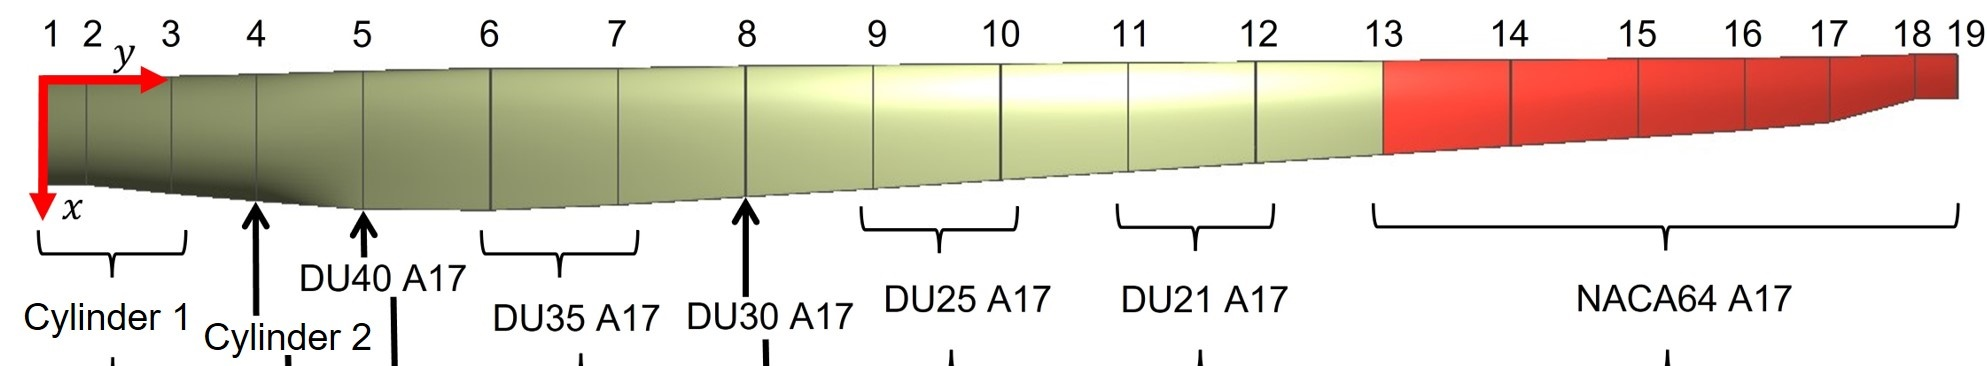 1 2 3 4 5 6 7 8 9 10 11 12 13 14 15 16 17 18 19
y
x
DU40 A17
DU25 A17
DU21 A17
NACA64 A17
Cylinder 1
DU35 A17
DU30 A17
Cylinder 2